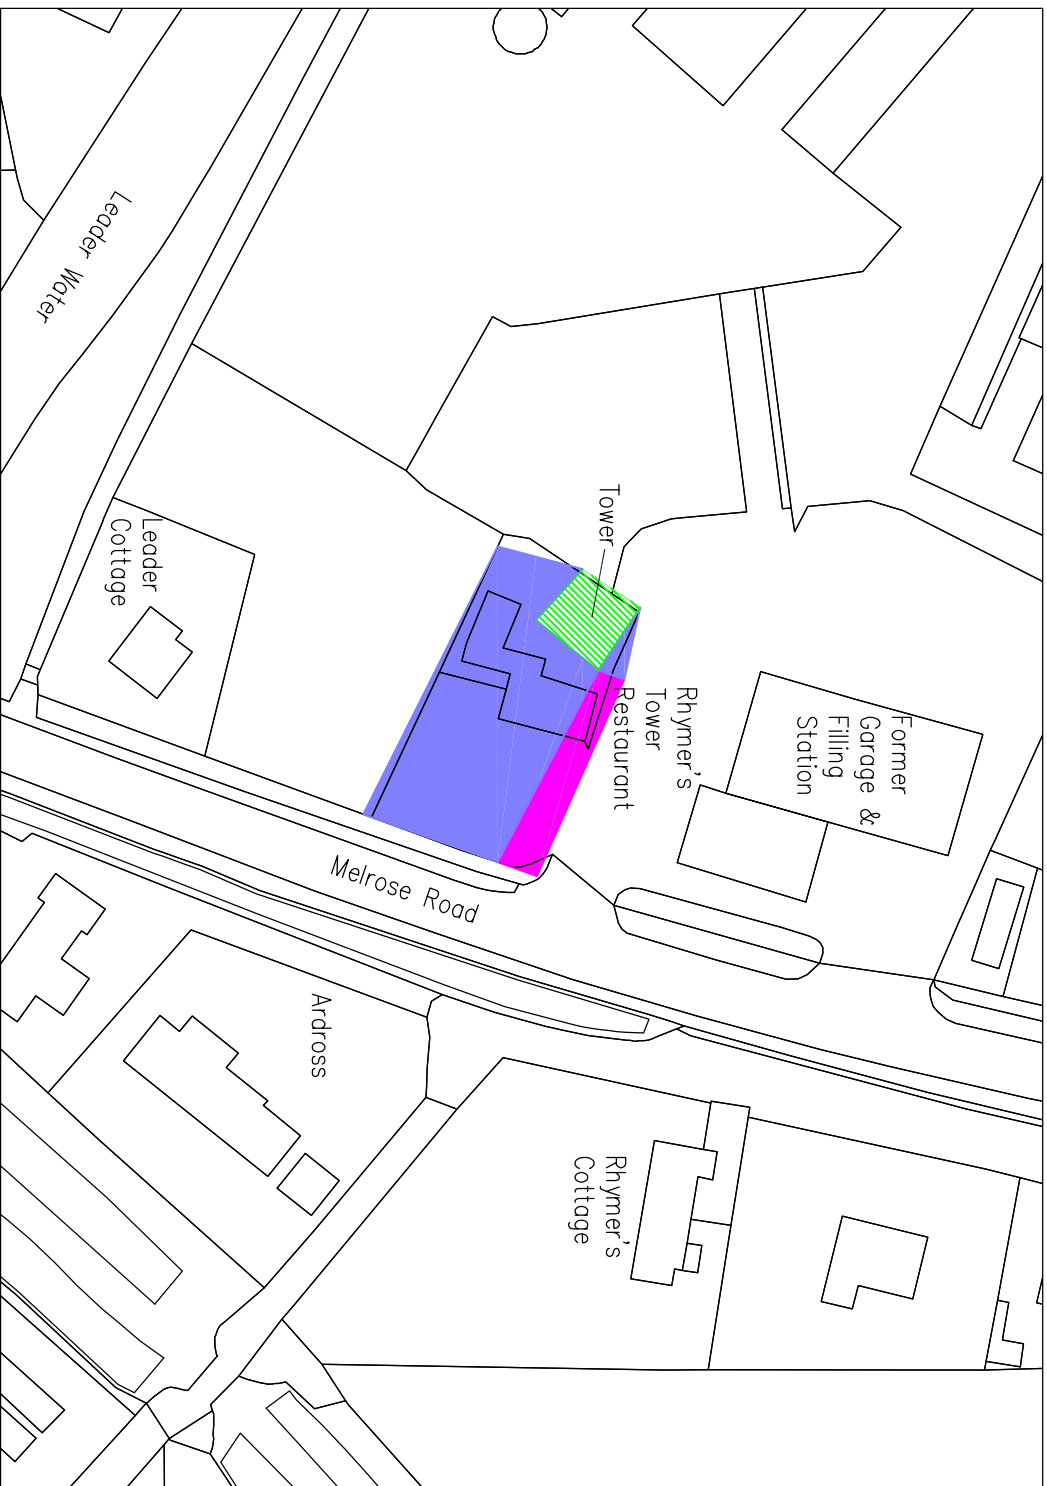 Leader Water
Tower
Leader
Cottage
Rhymer's
Tower
Restaurant
Former
Garage &
Filling
Station
Melrose Road
Ardross
Rhymer's
Cottage